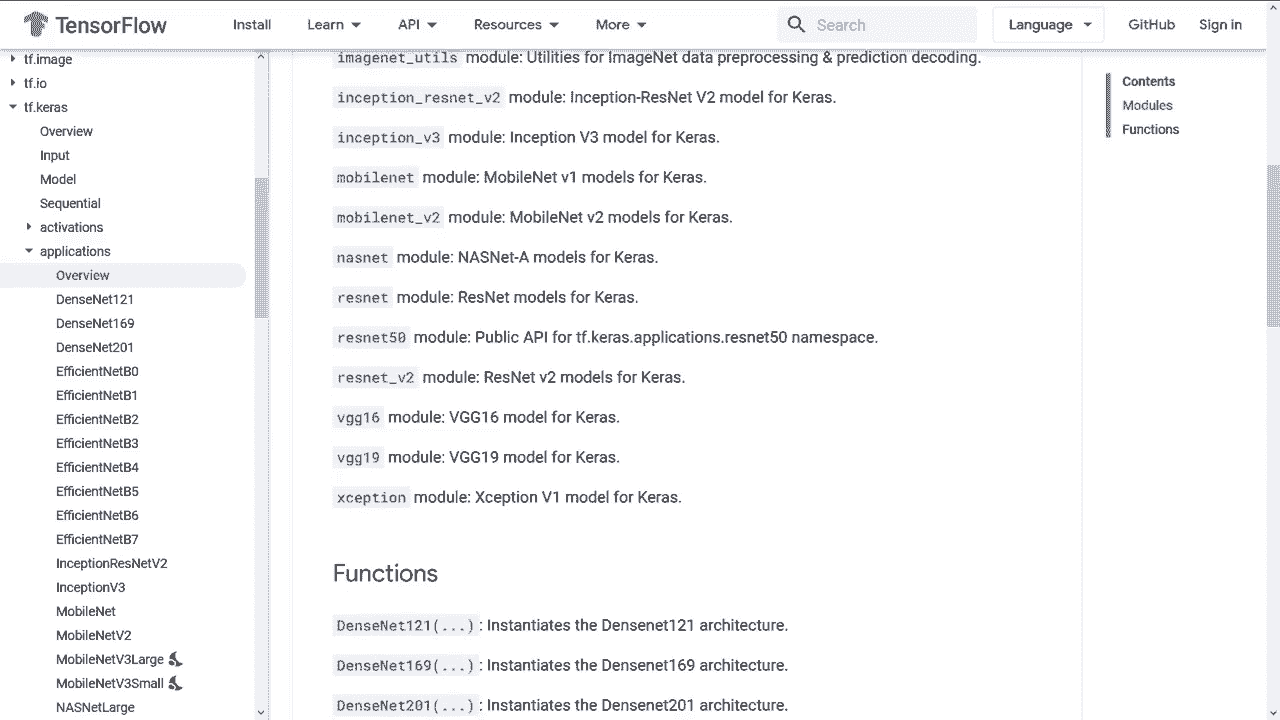 TensorFlow
Install
Learn
API
Resources
More
Search
Language
GitHub
Sign in
tf.image
tf.io
tf.keras
Overview
Input
Model
Sequential
activations
applications
Overview
DenseNet121
DenseNet169
DenseNet201
EfficientNetB0
EfficientNetB1
EfficientNetB2
EfficientNetB3
EfficientNetB4
EfficientNetB5
EfficientNetB6
EfficientNetB7
InceptionResNetV2
InceptionV3
MobileNet
MobileNetV2
MobileNetV3Large
MobileNetV3Small
NASNetLarge
imagenet_utils module: Utilities for ImageNet data preprocessing & prediction decoding.
inception_resnet_v2 module: Inception-ResNet V2 model for Keras.
inception_v3 module: Inception V3 model for Keras.
mobilenet module: MobileNet v1 models for Keras.
mobilenet_v2 module: MobileNet v2 models for Keras.
nasnet module: NASNet-A models for Keras.
resnet module: ResNet models for Keras.
resnet50 module: Public API for tf.keras.applications.resnet50 namespace.
resnet_v2 module: ResNet v2 models for Keras.
vgg16 module: VGG16 model for Keras.
vgg19 module: VGG19 model for Keras.
xception module: Xception V1 model for Keras.
Functions
DenseNet121(...): Instantiates the Densenet121 architecture.
DenseNet169(...): Instantiates the Densenet169 architecture.
DenseNet201(...): Instantiates the Densenet201 architecture.
Contents
Modules
Functions